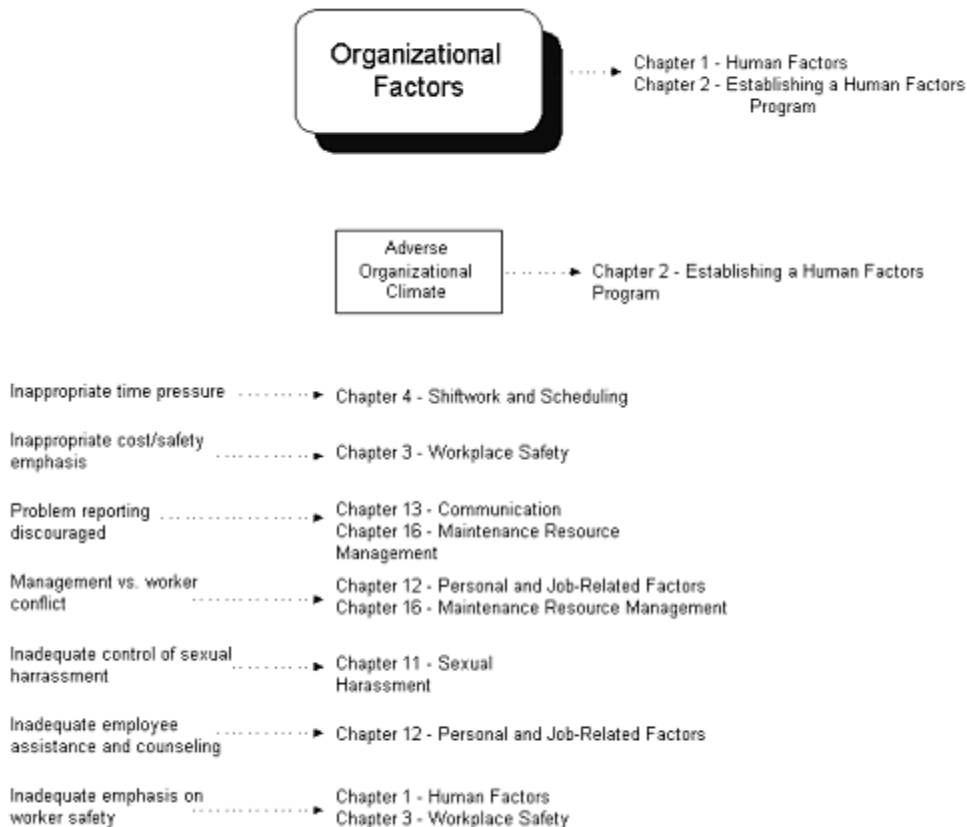 Organizational
Factors
Chapter 1 - Human Factors
Chapter 2 - Establishing a Human Factors
Program
Adverse
Organizational
Climate
Chapter 2 - Establishing a Human Factors
Program
Inappropriate time pressure
Chapter 4 - Shiftwork and Scheduling
Inappropriate cost/safety
emphasis
Chapter 3 - Workplace Safety
Problem reporting
discouraged
Chapter 13 - Communication
Chapter 16 - Maintenance Resource
Management
Management vs. worker
conflict
Chapter 12 - Personal and Job-Related Factors
Chapter 16 - Maintenance Resource Management
Inadequate control of sexual
harrassment
Chapter 11 - Sexual
Harassment
Inadequate employee
assistance and counseling
Chapter 12 - Personal and Job-Related Factors
Inadequate emphasis on
worker safety
Chapter 1 - Human Factors
Chapter 3 - Workplace Safety